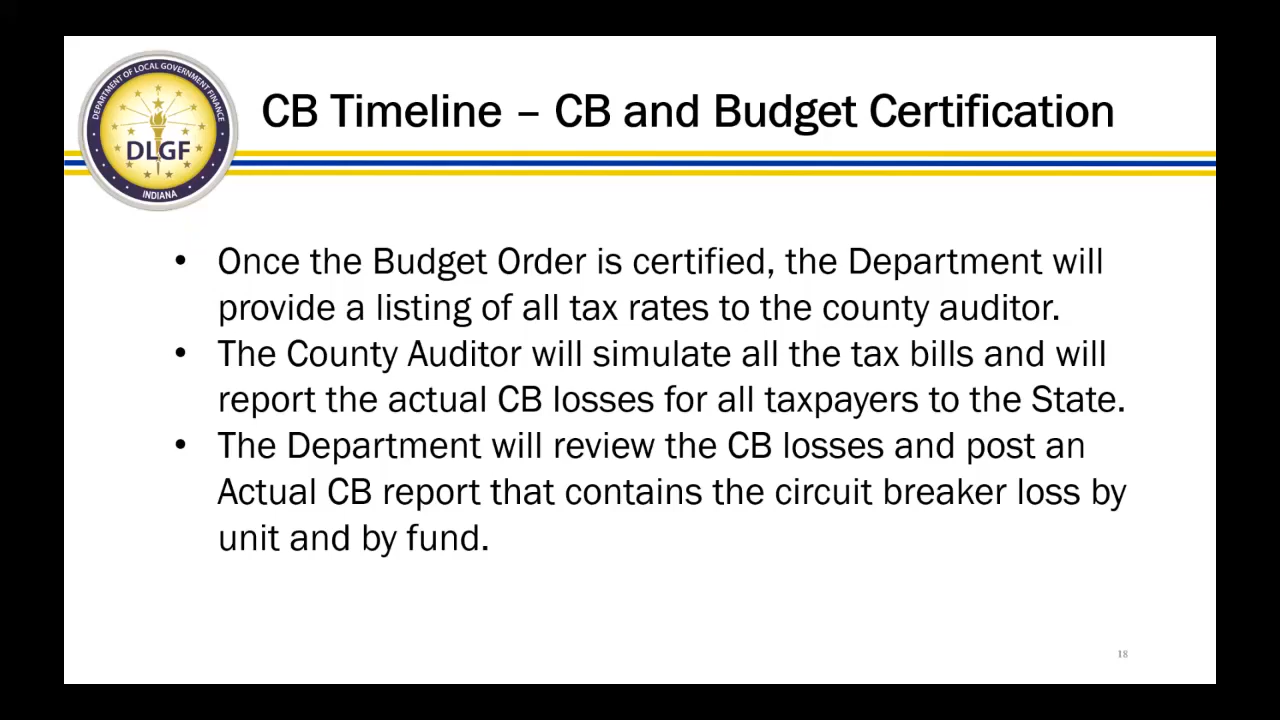 DEPARTMENT OF LOCAL GOVERNMENT FINANCE
DLGF
INDIANA
CB Timeline – CB and Budget Certification
• Once the Budget Order is certified, the Department will
provide a listing of all tax rates to the county auditor.
• The County Auditor will simulate all the tax bills and will
report the actual CB losses for all taxpayers to the State.
• The Department will review the CB losses and post an
Actual CB report that contains the circuit breaker loss by
unit and by fund.
18